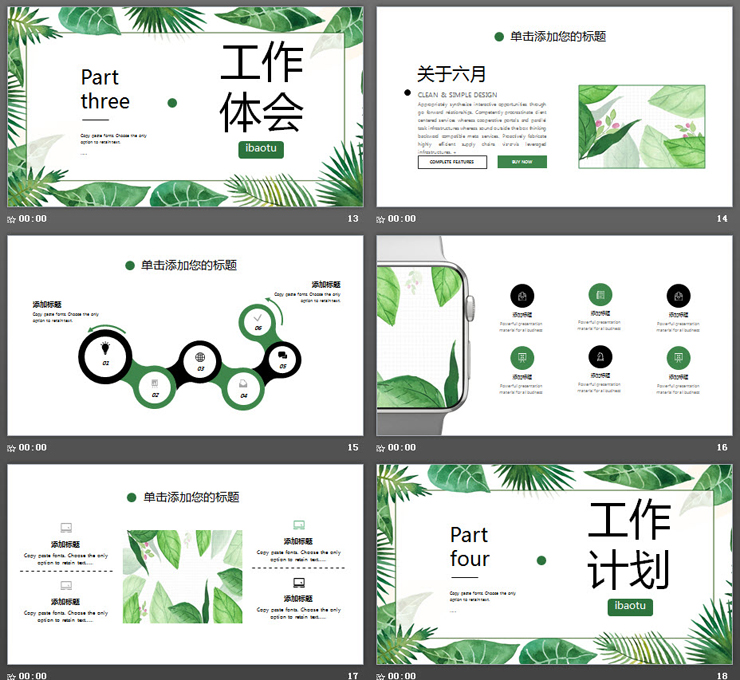 Part
three
工作
体会
Copy paste fonts. Choose the only
option to retain text.
....
ibaotu
00:00
13
单击添加您的标题
关于六月
CLEAN & SIMPLE DESIGN
Appropriately synthesize interactive opportunities through
go forward relationships. Competently procrastinate client
centered services whereas cooperative portals and parallel
task infrastructures whereas sound outside the box thinking
backward compatible meta services. Proactively fabricate
highly efficient supply chains vis-a-vis leveraged
infrastructures.
COMPLETE FEATURES
BUY NOW
00:00
14
单击添加您的标题
添加标题
Copy paste fonts. Choose the only
option to retain text.
添加标题
Copy paste fonts. Choose the only
option to retain text.
01
02
03
04
05
06
00:00
15
添加标题
Powerful presentation
material for all business
添加标题
Powerful presentation
material for all business
添加标题
Powerful presentation
material for all business
添加标题
Powerful presentation
material for all business
添加标题
Powerful presentation
material for all business
添加标题
Powerful presentation
material for all business
00:00
16
单击添加您的标题
添加标题
Copy paste fonts. Choose the only
option to retain text.....
添加标题
Copy paste fonts. Choose the only
option to retain text.....
添加标题
Copy paste fonts. Choose the only
option to retain text.....
添加标题
Copy paste fonts. Choose the only
option to retain text.....
00:00
17
Part
four
工作
计划
Copy paste fonts. Choose the only
option to retain text.
....
ibaotu
00:00
18